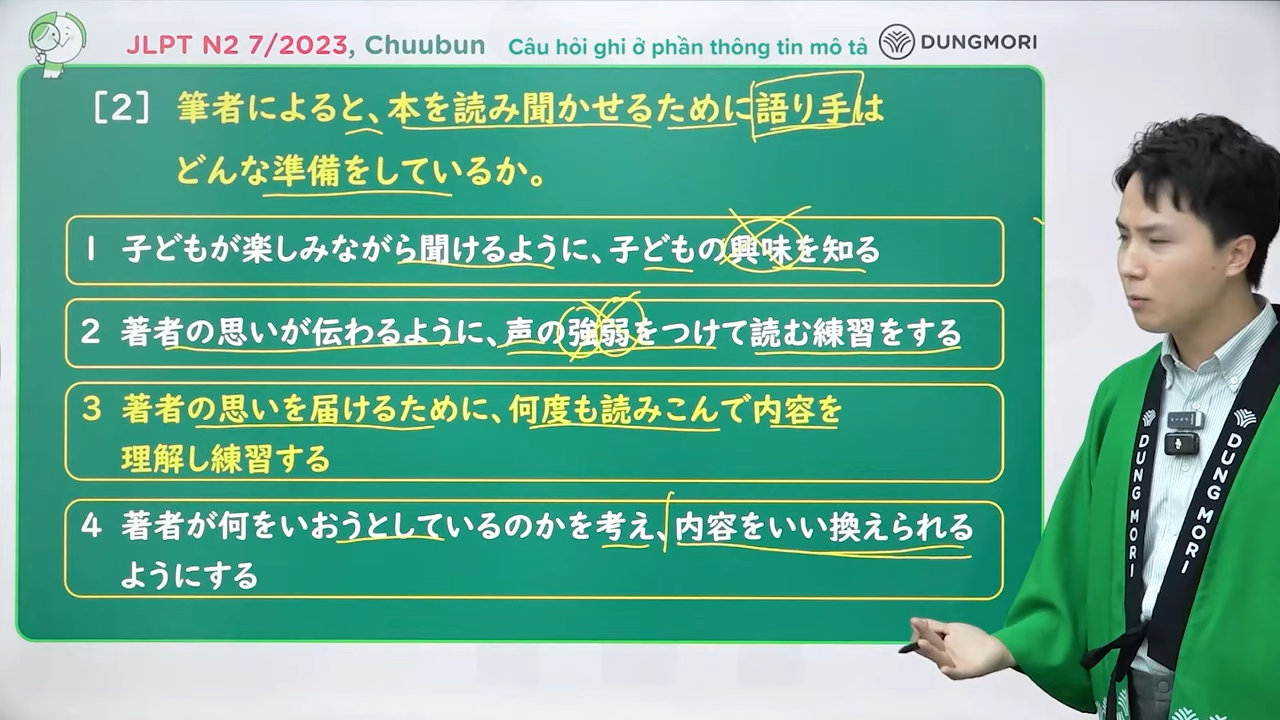 JLPT N2 7/2023, Chuubun Câu hỏi ghi ở phần thông tin mô tả DUNGMORI
[2] 筆者によると、本を読み聞かせるために語り手は
どんな準備をしているか。
1 子どもが楽しみながら聞けるように、子どもの興味を知る
2 著者の思いが伝わるように、声の強弱をつけて読む練習をする
3 著者の思いを届けるために、何度も読みこんで内容を
理解し練習する
4 著者が何をいおうとしているのかを考え、内容をいい換えられる
ようにする
DUNG MORI
DUNG MORI